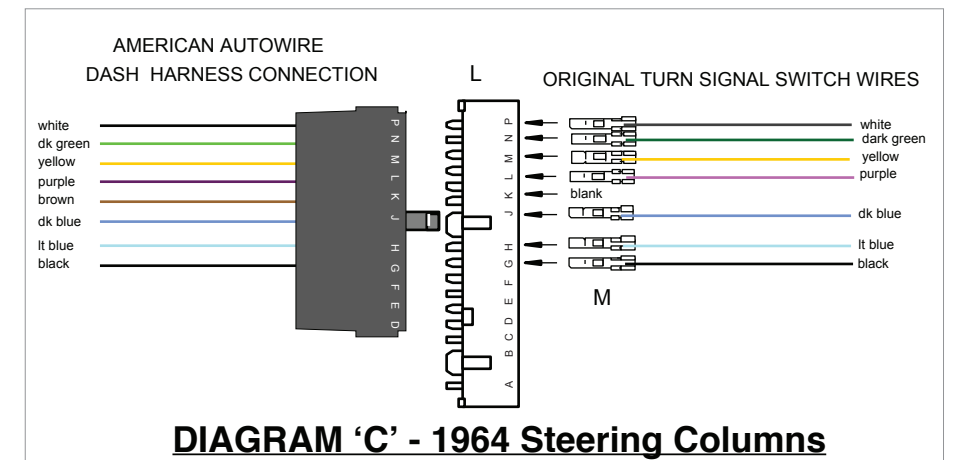 AMERICAN AUTOWIRE
DASH HARNESS CONNECTION
L
ORIGINAL TURN SIGNAL SWITCH WIRES
white
dk green
yellow
purple
brown
dk blue
lt blue
black
P
N
M
L
K
J
H
G
F
E
D
P
N
M
L
K
J
H
G
F
E
D
C
B
A
blank
white
dark green
yellow
purple
dk blue
lt blue
black
M
DIAGRAM ‘C’ - 1964 Steering Columns